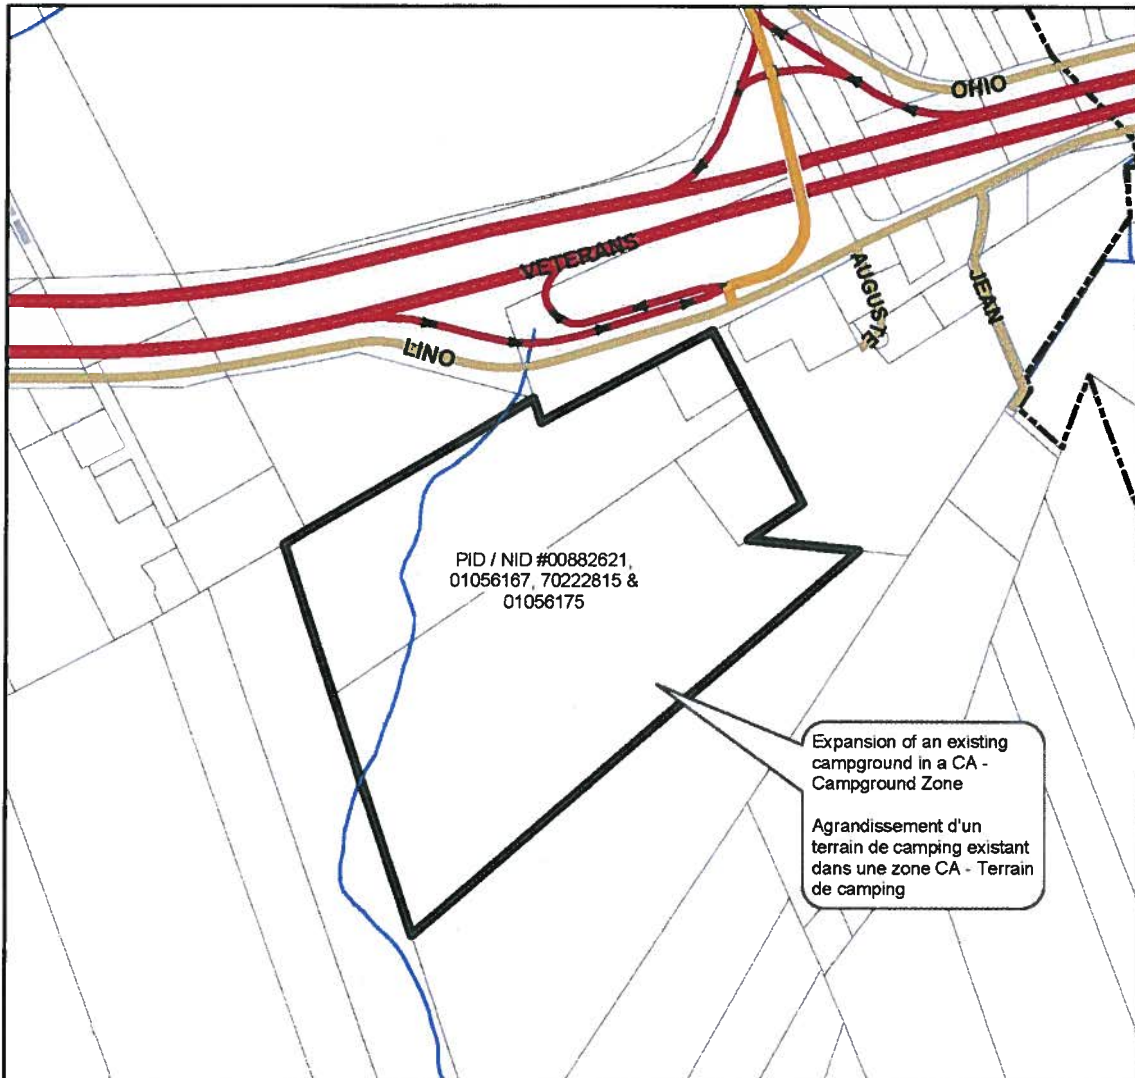 OHIO
VETERANS
LINO
AUGUSTE
JEAN
PID / NID #00882621,
01056167, 70222815 &
01056175
Expansion of an existing
campground in a CA -
Campground Zone
Agrandissement d'un
terrain de camping existant
dans une zone CA - Terrain
de camping